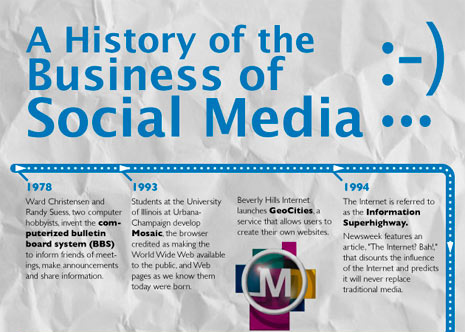 A History of the
Business of
Social Media
:-)
...
1978
Ward Christensen and
Randy Suess, two computer
hobbyists, invent the com-
puterized bulletin
board system (BBS)
to inform friends of meet-
ings, make announcements
and share information.
1993
Students at the University
of Illinois at Urbana-
Champaign develop
Mosaic, the browser
credited as making the
World Wide Web available
to the public, and Web
pages as we know them
today were born.
Beverly Hills Internet
launches GeoCities, a
service that allows users to
create their own websites.
M
1994
The Internet is referred to
as the Information
Superhighway.
Newsweek features an
article, "The Internet? Bah!,"
that disounts the influence
of the Internet and predicts
it will never replace
traditional media.